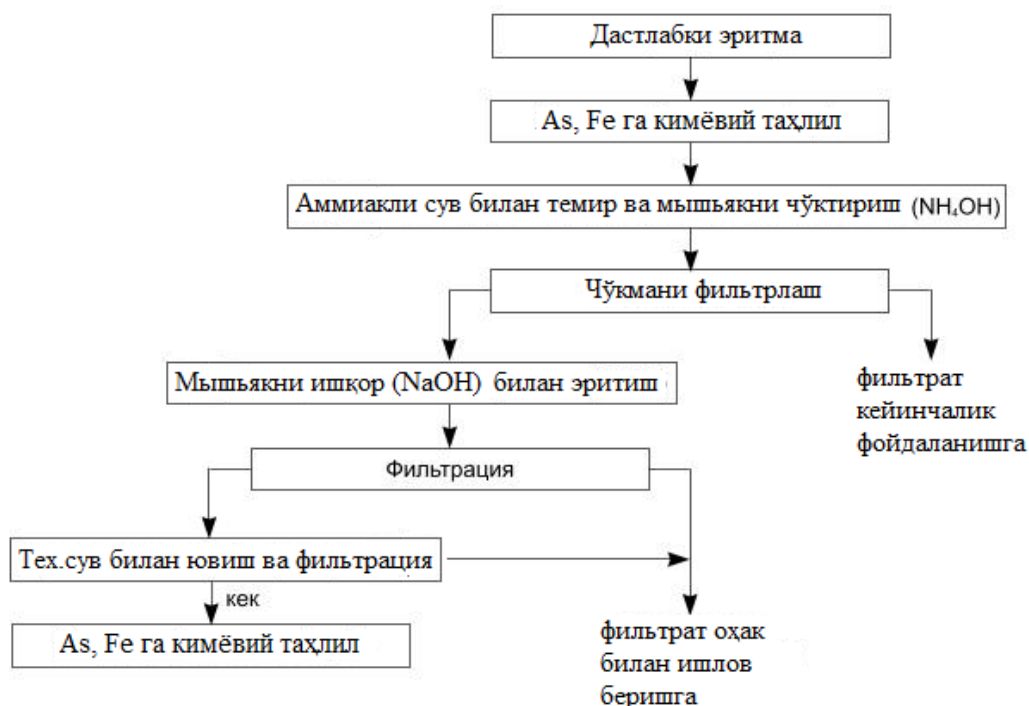 Дастлабки эритма
As, Fe га кимёвий таҳлил
Аммиакли сув билан темир ва мышьякни чўктириш (NH₄OH)
Чўкмани фильтрлаш
Мышьякни ишқор (NaOH) билан эритиш
фильтрат
кейинчалик
фойдаланишга
Фильтрация
Тех.сув билан ювиш ва фильтрация
кек
As, Fe га кимёвий таҳлил
фильтрат оҳак
билан ишлов
беришга